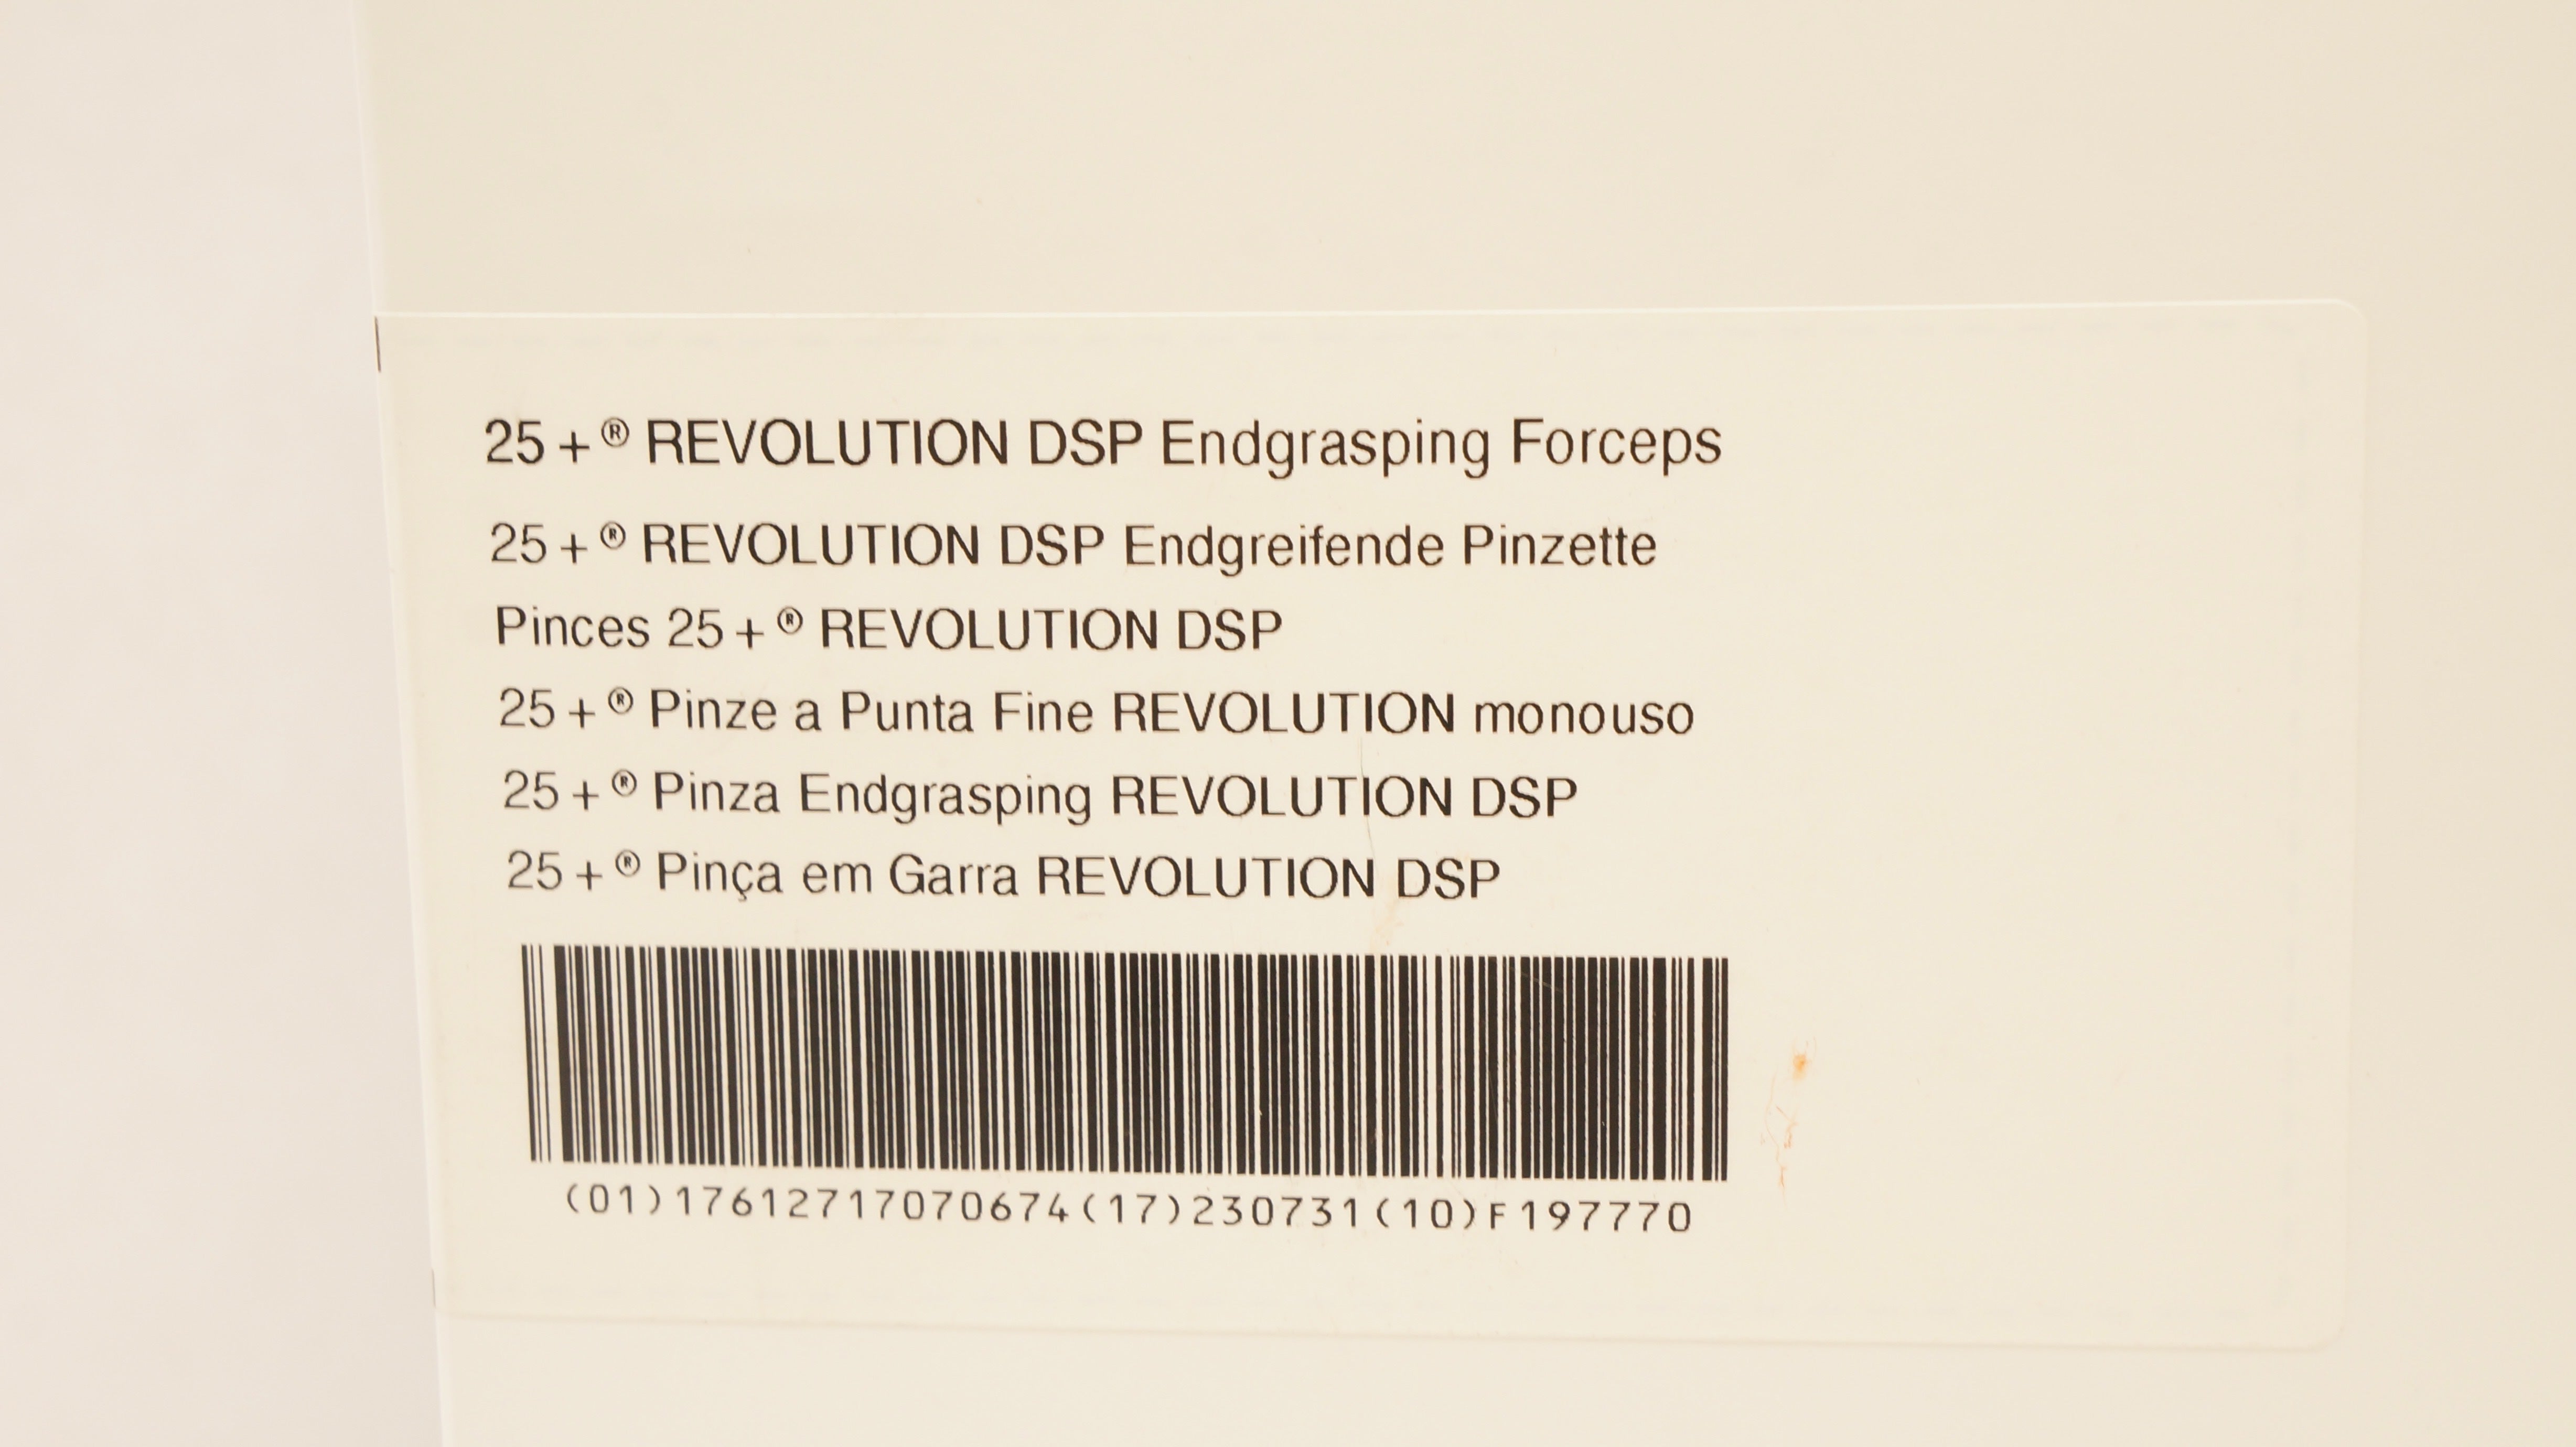 25+® REVOLUTION DSP Endgrasping Forceps
25+® REVOLUTION DSP Endgreifende Pinzette
Pinces 25+® REVOLUTION DSP
25+® Pinze a Punta Fine REVOLUTION monouso
25+® Pinza Endgrasping REVOLUTION DSP
25+® Pinça em Garra REVOLUTION DSP
(01)17612717070674(17)230731(10)F197770